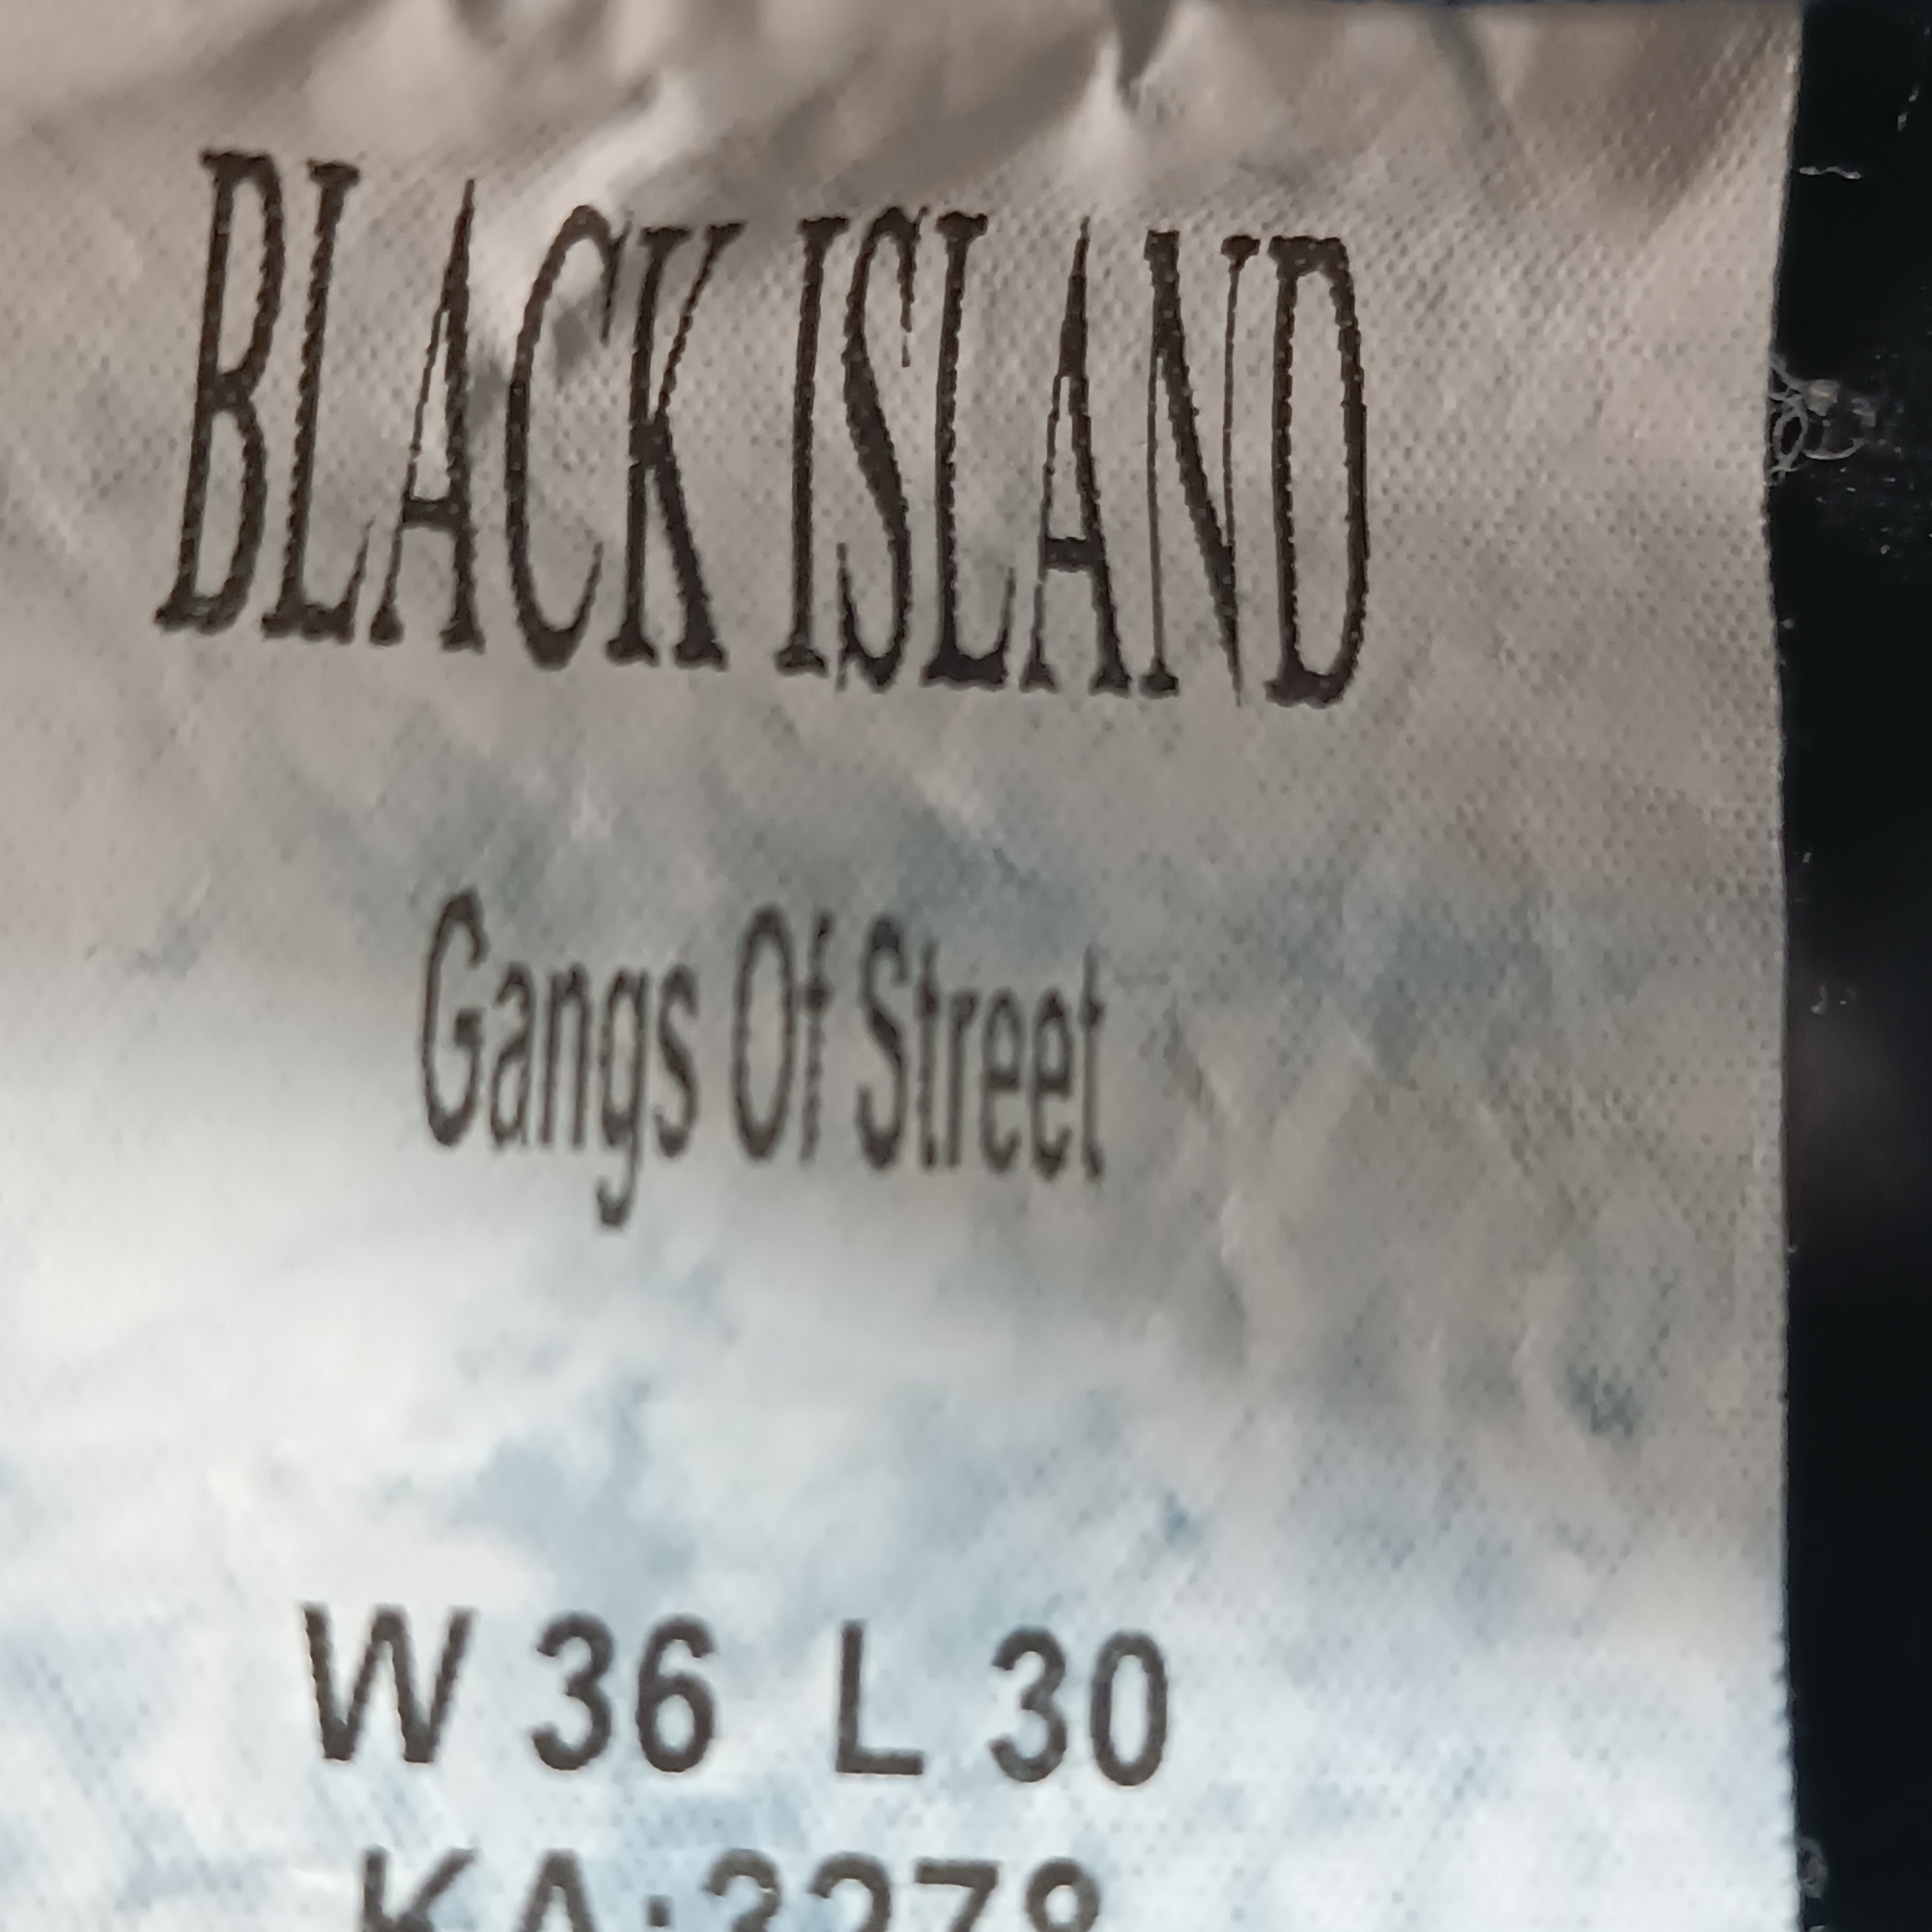 BLACK ISLAND
Gangs Of Street
W 36 L 30